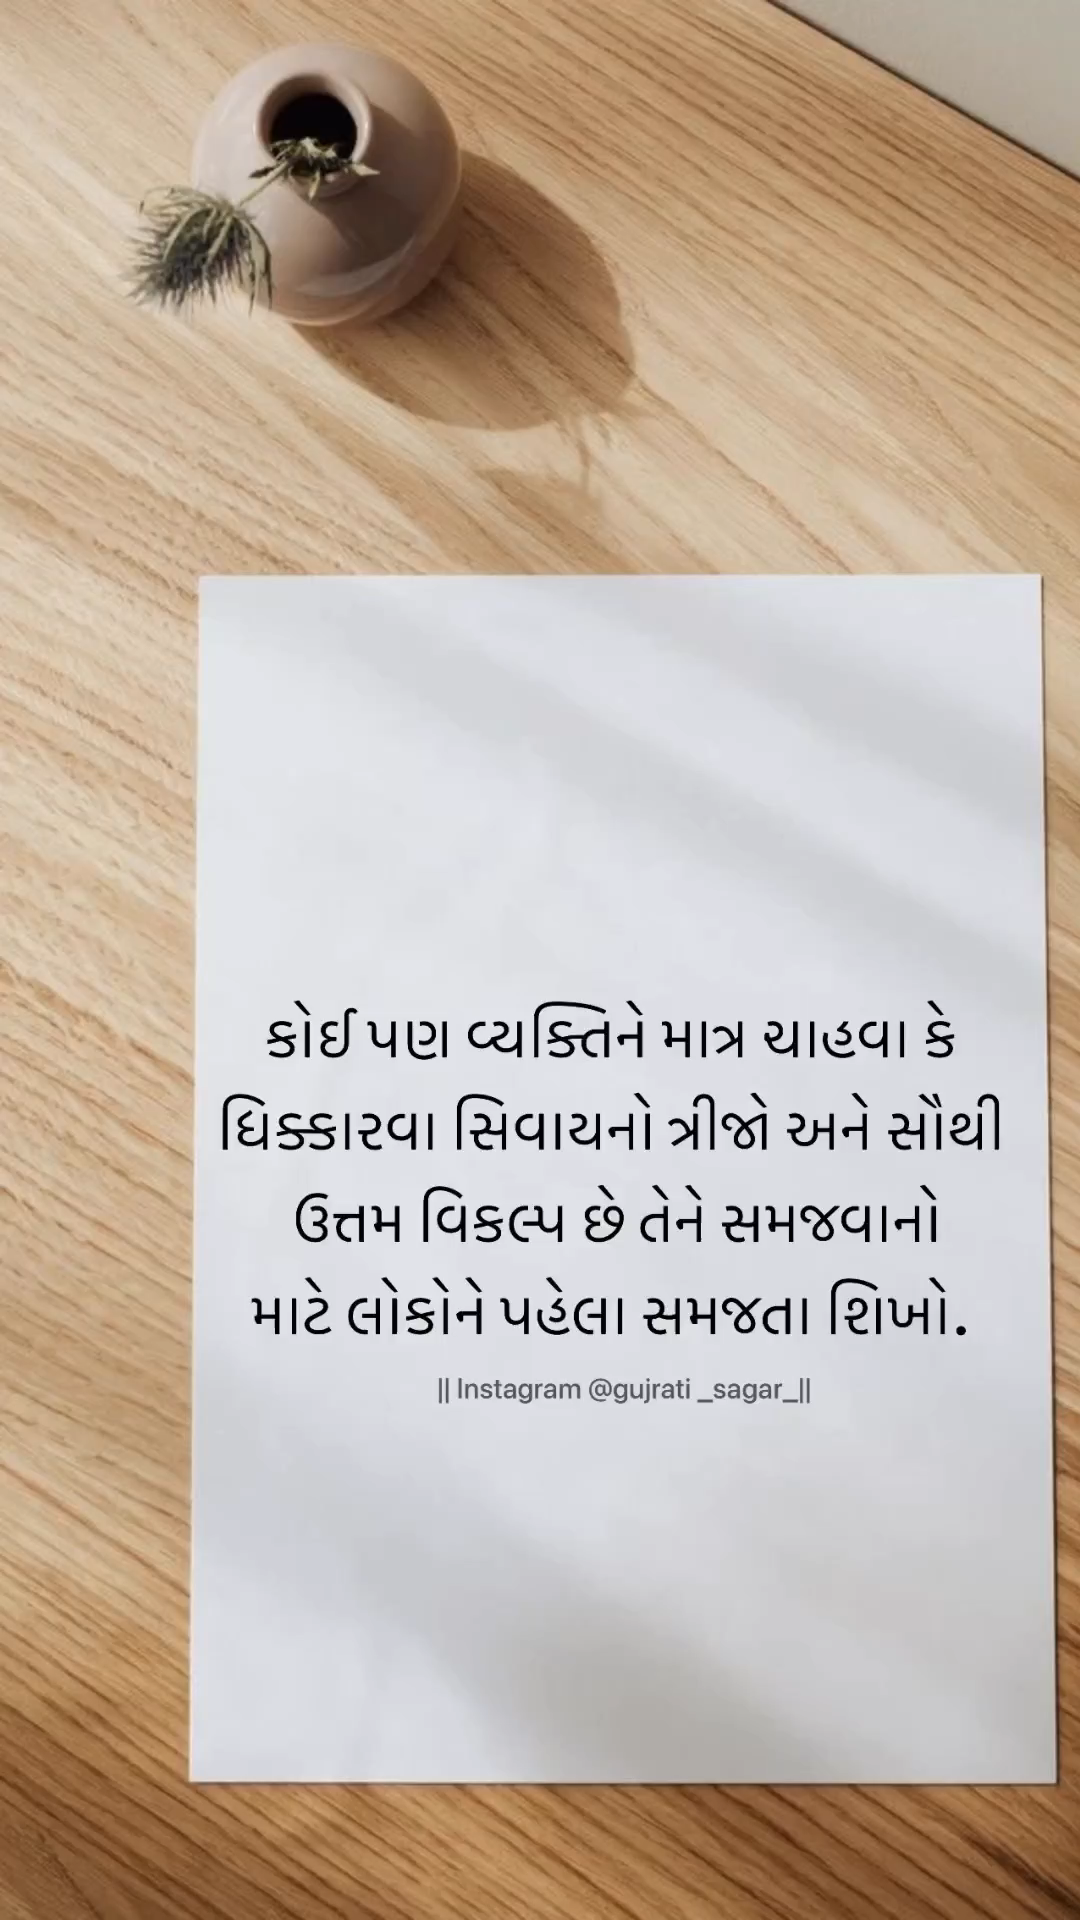 કોઈ પણ વ્યક્તિને માત્ર ચાહવા કે
ધિક્કારવા સિવાયનો ત્રીજો અને સૌથી
ઉત્તમ વિકલ્પ છે તેને સમજવાનો
માટે લોકોને પહેલા સમજતા શિખો.
|| Instagram @gujrati _sagar_||